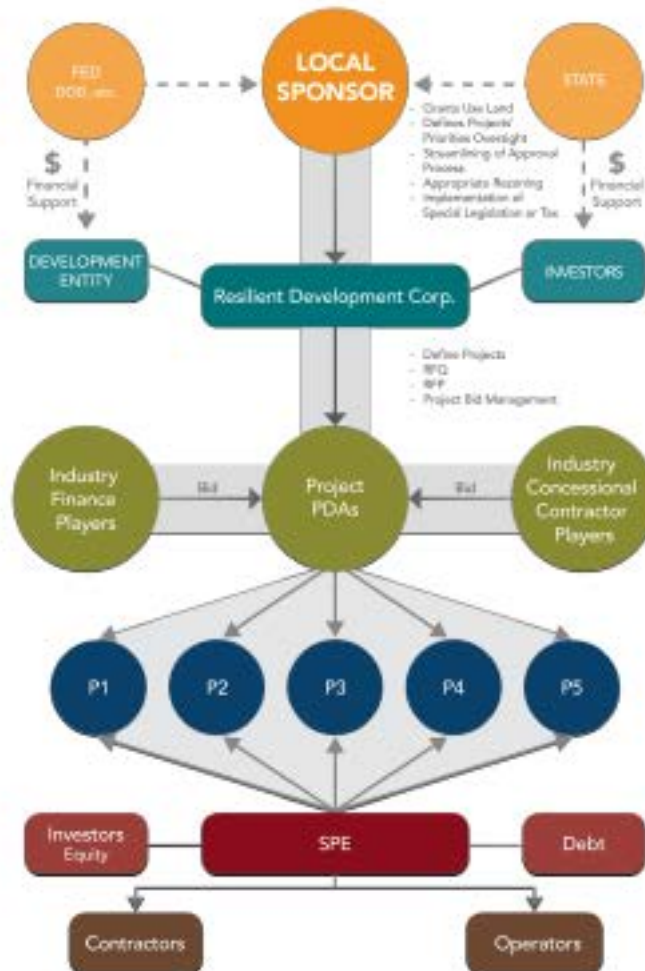 FED
LOCAL
SPONSOR
STATE
- Grants Use Land
- Defines Projects'
Priorities Oversight
- Streamlining of Approval
Process
- Appropriate Rezoning
- Implementation of
Special Legislation or Tax
$
Financial
Support
$
Financial
Support
DEVELOPMENT
ENTITY
Resilient Development Corp.
INVESTORS
- Define Projects
- RFQ
- RFP
- Project Bid Management
Industry
Finance
Players
Bid
Project
PDAs
Bid
Industry
Concessional
Contractor
Players
P1
P2
P3
P4
P5
Investors
Equity
SPE
Debt
Contractors
Operators